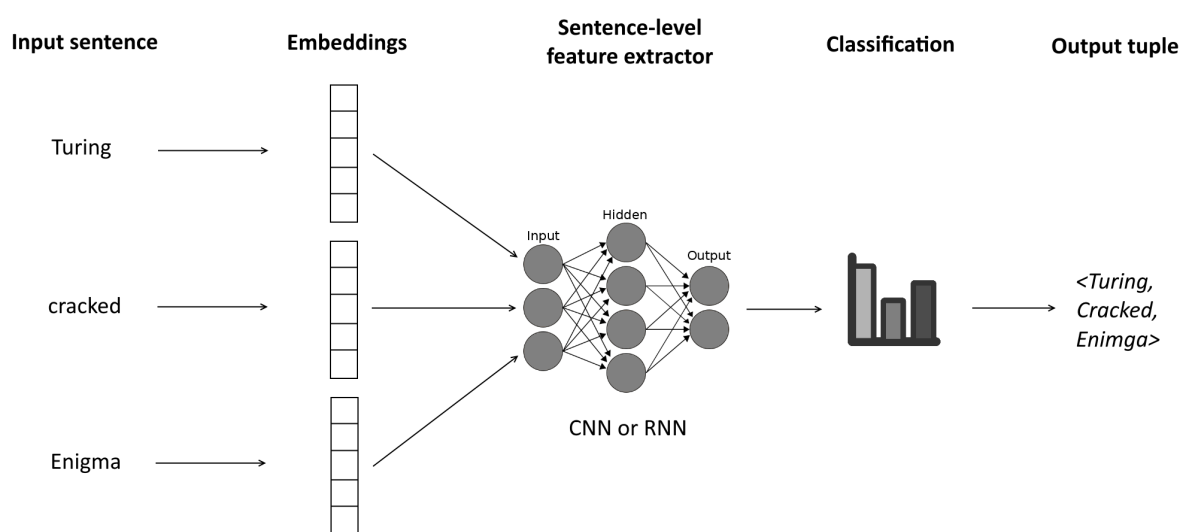 Input sentence
Embeddings
Sentence-level
feature extractor
Classification
Output tuple
Turing
cracked
Enigma
Input
Hidden
Output
CNN or RNN
<Turing,
Cracked,
Enimga>